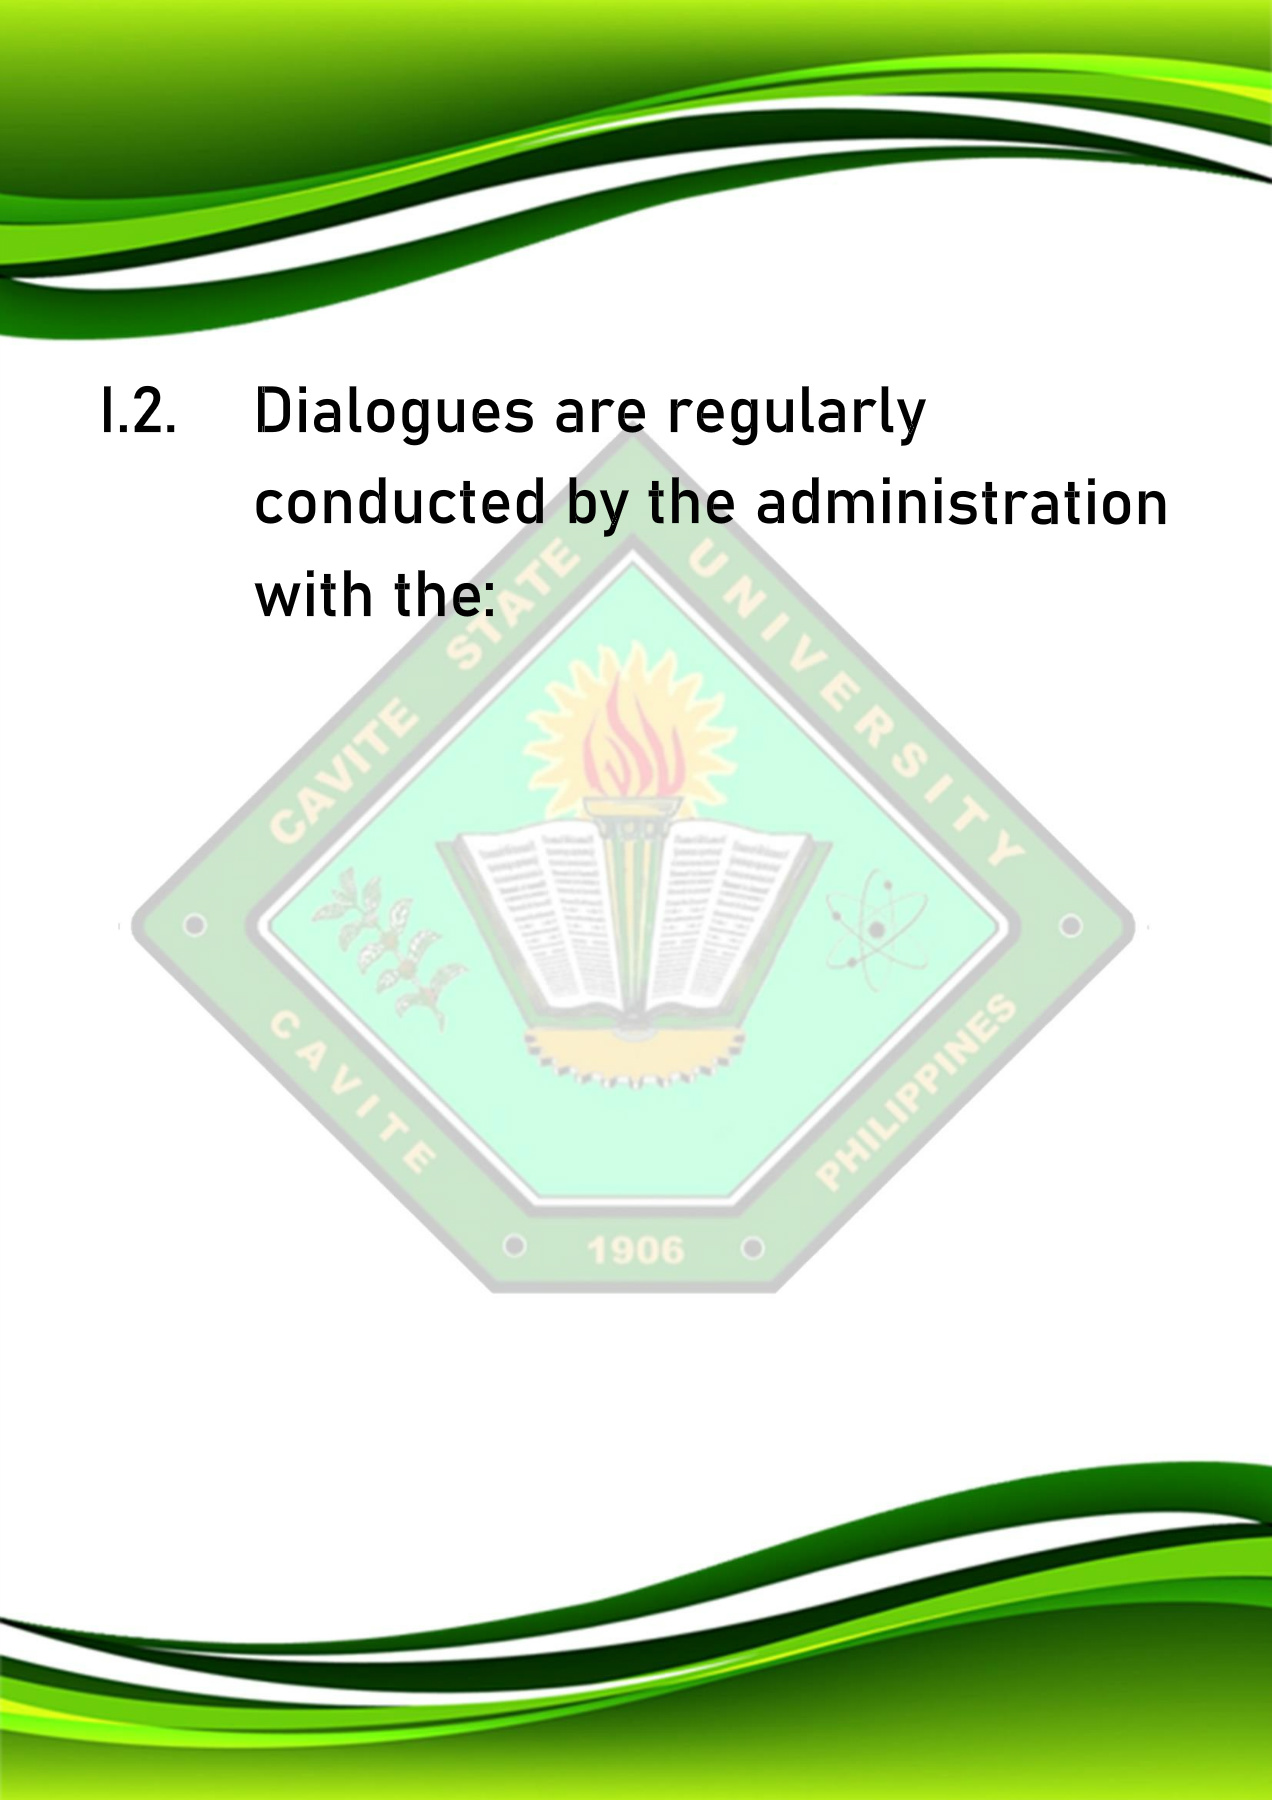 I.2. Dialogues are regularly
conducted by the administration
with the:
CAVITE STATE UNIVERSITY
CAVITE
PHILIPPINES
1906